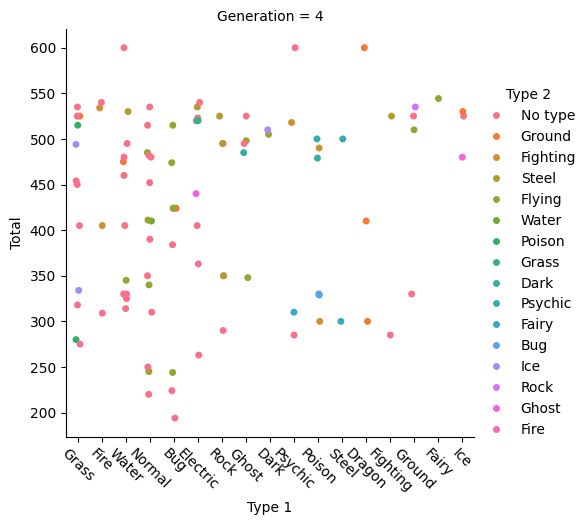 Generation = 4
Total
600
550
500
450
400
350
300
250
200
Grass
Fire
Water
Normal
Bug
Electric
Rock
Ghost
Dark
Psychic
Poison
Steel
Dragon
Fighting
Ground
Fairy
Ice
Type 1
Type 2
No type
Ground
Fighting
Steel
Flying
Water
Poison
Grass
Dark
Psychic
Fairy
Bug
Ice
Rock
Ghost
Fire